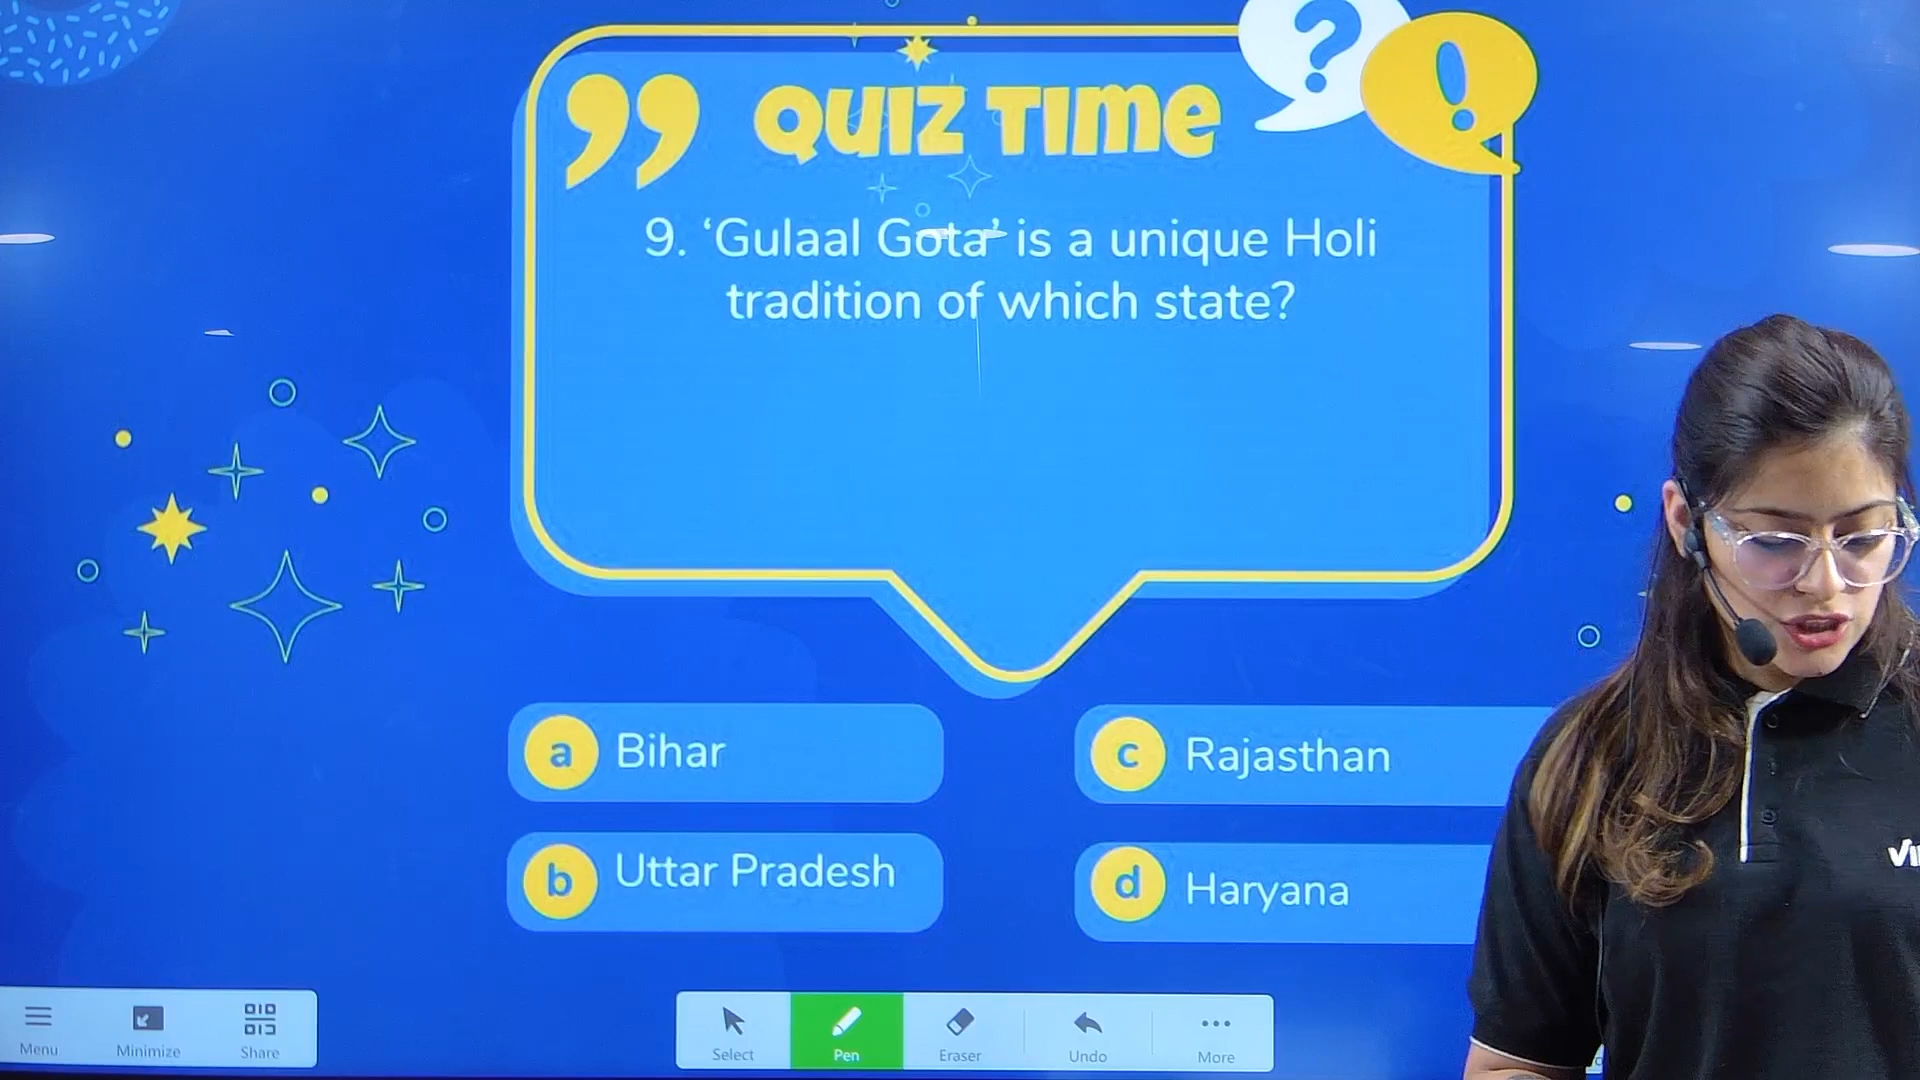 QUIZ TIME
9. ‘Gulaal Gota’ is a unique Holi
tradition of which state?
a Bihar
c Rajasthan
b Uttar Pradesh
d Haryana
Menu
Minimize
Share
Select
Pen
Eraser
Undo
More